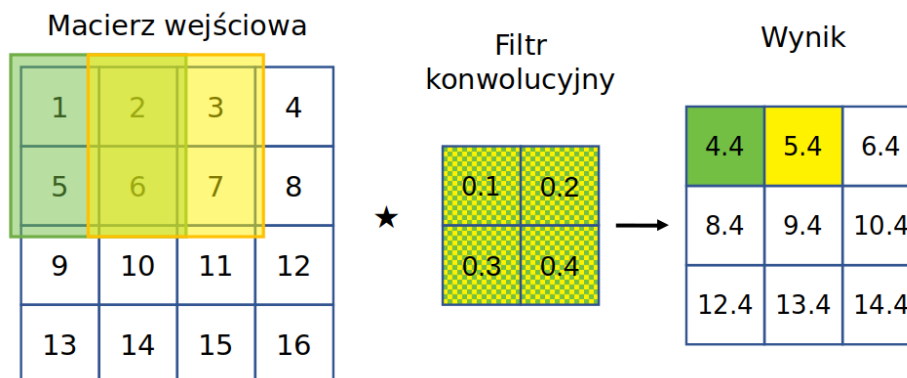 Macierz wejściowa
1 2 3 4
5 6 7 8
9 10 11 12
13 14 15 16
★
Filtr
konwolucyjny
0.1 0.2
0.3 0.4
Wynik
4.4 5.4 6.4
8.4 9.4 10.4
12.4 13.4 14.4